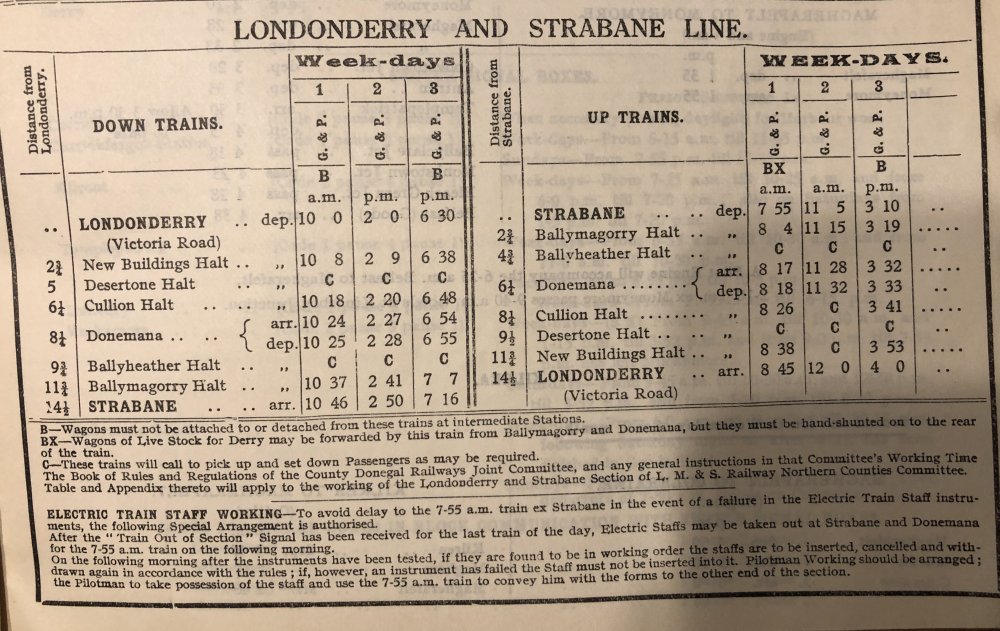 LONDONDERRY AND STRABANE LINE.
Distance from Londonderry. DOWN TRAINS. Week-days
1 2 3
G. & P. G. & P. G. & P.
B B
a.m. p.m. p.m.
.. LONDONDERRY dep. 10 0 2 0 6 30
(Victoria Road)
2¾ New Buildings Halt .. „ 10 8 2 9 6 38
5 Desertone Halt „ C C C
6¼ Cullion Halt .. „ 10 18 2 20 6 48
8¼ Donemana .. .. { arr. 10 24 2 27 6 54
dep. 10 25 2 28 6 55
9¾ Ballyheather Halt .. „ C C C
11¾ Ballymagorry Halt „ 10 37 2 41 7 7
14½ STRABANE .. .. arr. 10 46 2 50 7 16
Distance from Strabane. UP TRAINS. WEEK-DAYS.
1 2 3
G. & P. G. & P. G. & P.
BX B
a.m. a.m. p.m.
.. STRABANE .. .. dep. 7 55 11 5 3 10 ..
2¾ Ballymagorry Halt .. „ 8 4 11 15 3 19 ..
4¾ Ballyheather Halt „ C C C
6¼ Donemana ........ { arr. 8 17 11 28 3 32 .....
dep. 8 18 11 32 3 33
8¼ Cullion Halt ........ „ 8 26 C 3 41 ..
9½ Desertone Halt .. „ C C C .....
11¾ New Buildings Halt .. „ 8 38 C 3 53 .....
14½ LONDONDERRY arr. 8 45 12 0 4 0 ..
(Victoria Road)
B—Wagons must not be attached to or detached from these trains at intermediate Stations.
BX—Wagons of Live Stock for Derry may be forwarded by this train from Ballymagorry and Donemana, but they must be hand-shunted on to the rear
of the train.
C—These trains will call to pick up and set down Passengers as may be required.
The Book of Rules and Regulations of the County Donegal Railways Joint Committee, and any general instructions in that Committee's Working Time
Table and Appendix thereto will apply to the working of the Londonderry and Strabane Section of L. M. & S. Railway Northern Counties Committee.
ELECTRIC TRAIN STAFF WORKING—To avoid delay to the 7-55 a.m. train ex Strabane in the event of a failure in the Electric Train Staff instru-
ments, the following Special Arrangement is authorised.
After the “ Train Out of Section ” Signal has been received for the last train of the day, Electric Staffs may be taken out at Strabane and Donemana
for the 7-55 a.m. train on the following morning.
On the following morning after the instruments have been tested, if they are found to be in working order the staffs are to be inserted, cancelled and with-
drawn again in accordance with the rules ; if, however, an instrument has failed the Staff must not be inserted into it. Pilotman Working should be arranged ;
the Pilotman to take possession of the staff and use the 7-55 a.m. train to convey him with the forms to the other end of the section.